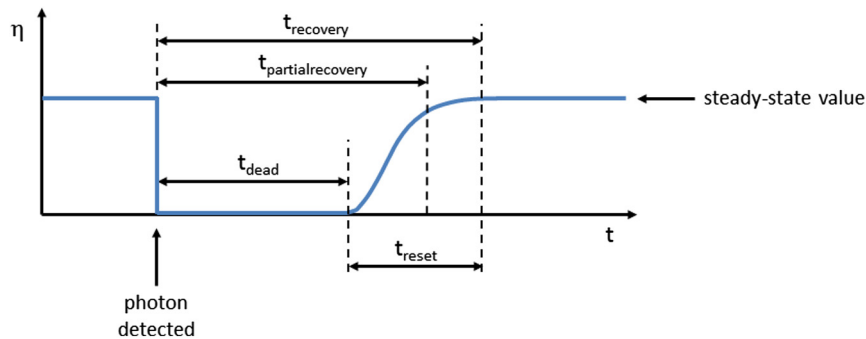 η
t_recovery
t_partialrecovery
steady-state value
t_dead
t
t_reset
photon
detected